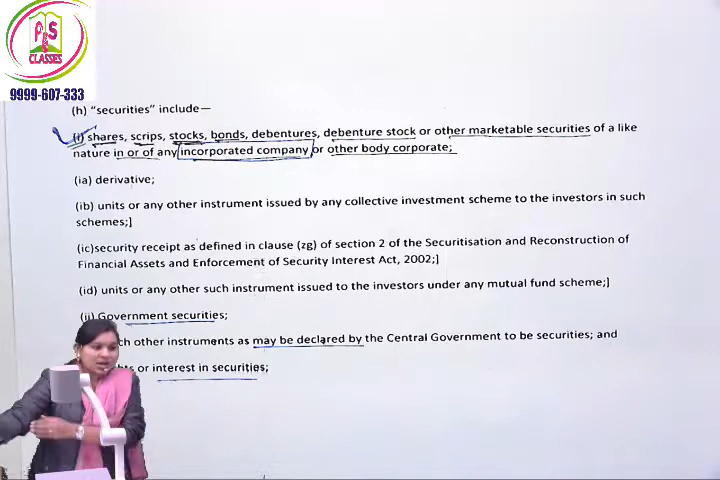 P S
CLASSES
9999-607-333
(h) “securities” include—
(i) shares, scrips, stocks, bonds, debentures, debenture stock or other marketable securities of a like
nature in or of any incorporated company or other body corporate;
(ia) derivative;
(ib) units or any other instrument issued by any collective investment scheme to the investors in such
schemes;]
(ic)security receipt as defined in clause (zg) of section 2 of the Securitisation and Reconstruction of
Financial Assets and Enforcement of Security Interest Act, 2002;]
(id) units or any other such instrument issued to the investors under any mutual fund scheme;]
(ii) Government securities;
other instruments as may be declared by the Central Government to be securities; and
or interest in securities;